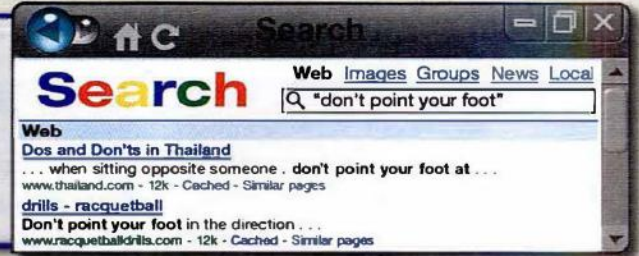 Search
Search
Web Images Groups News Local
"don't point your foot"
Web
Dos and Don'ts in Thailand
. . . when sitting opposite someone . don't point your foot at . . .
www.thailand.com - 12k - Cached - Similar pages
drills - racquetball
Don't point your foot in the direction . . .
www.racquetballdrills.com - 12k - Cached - Similar pages